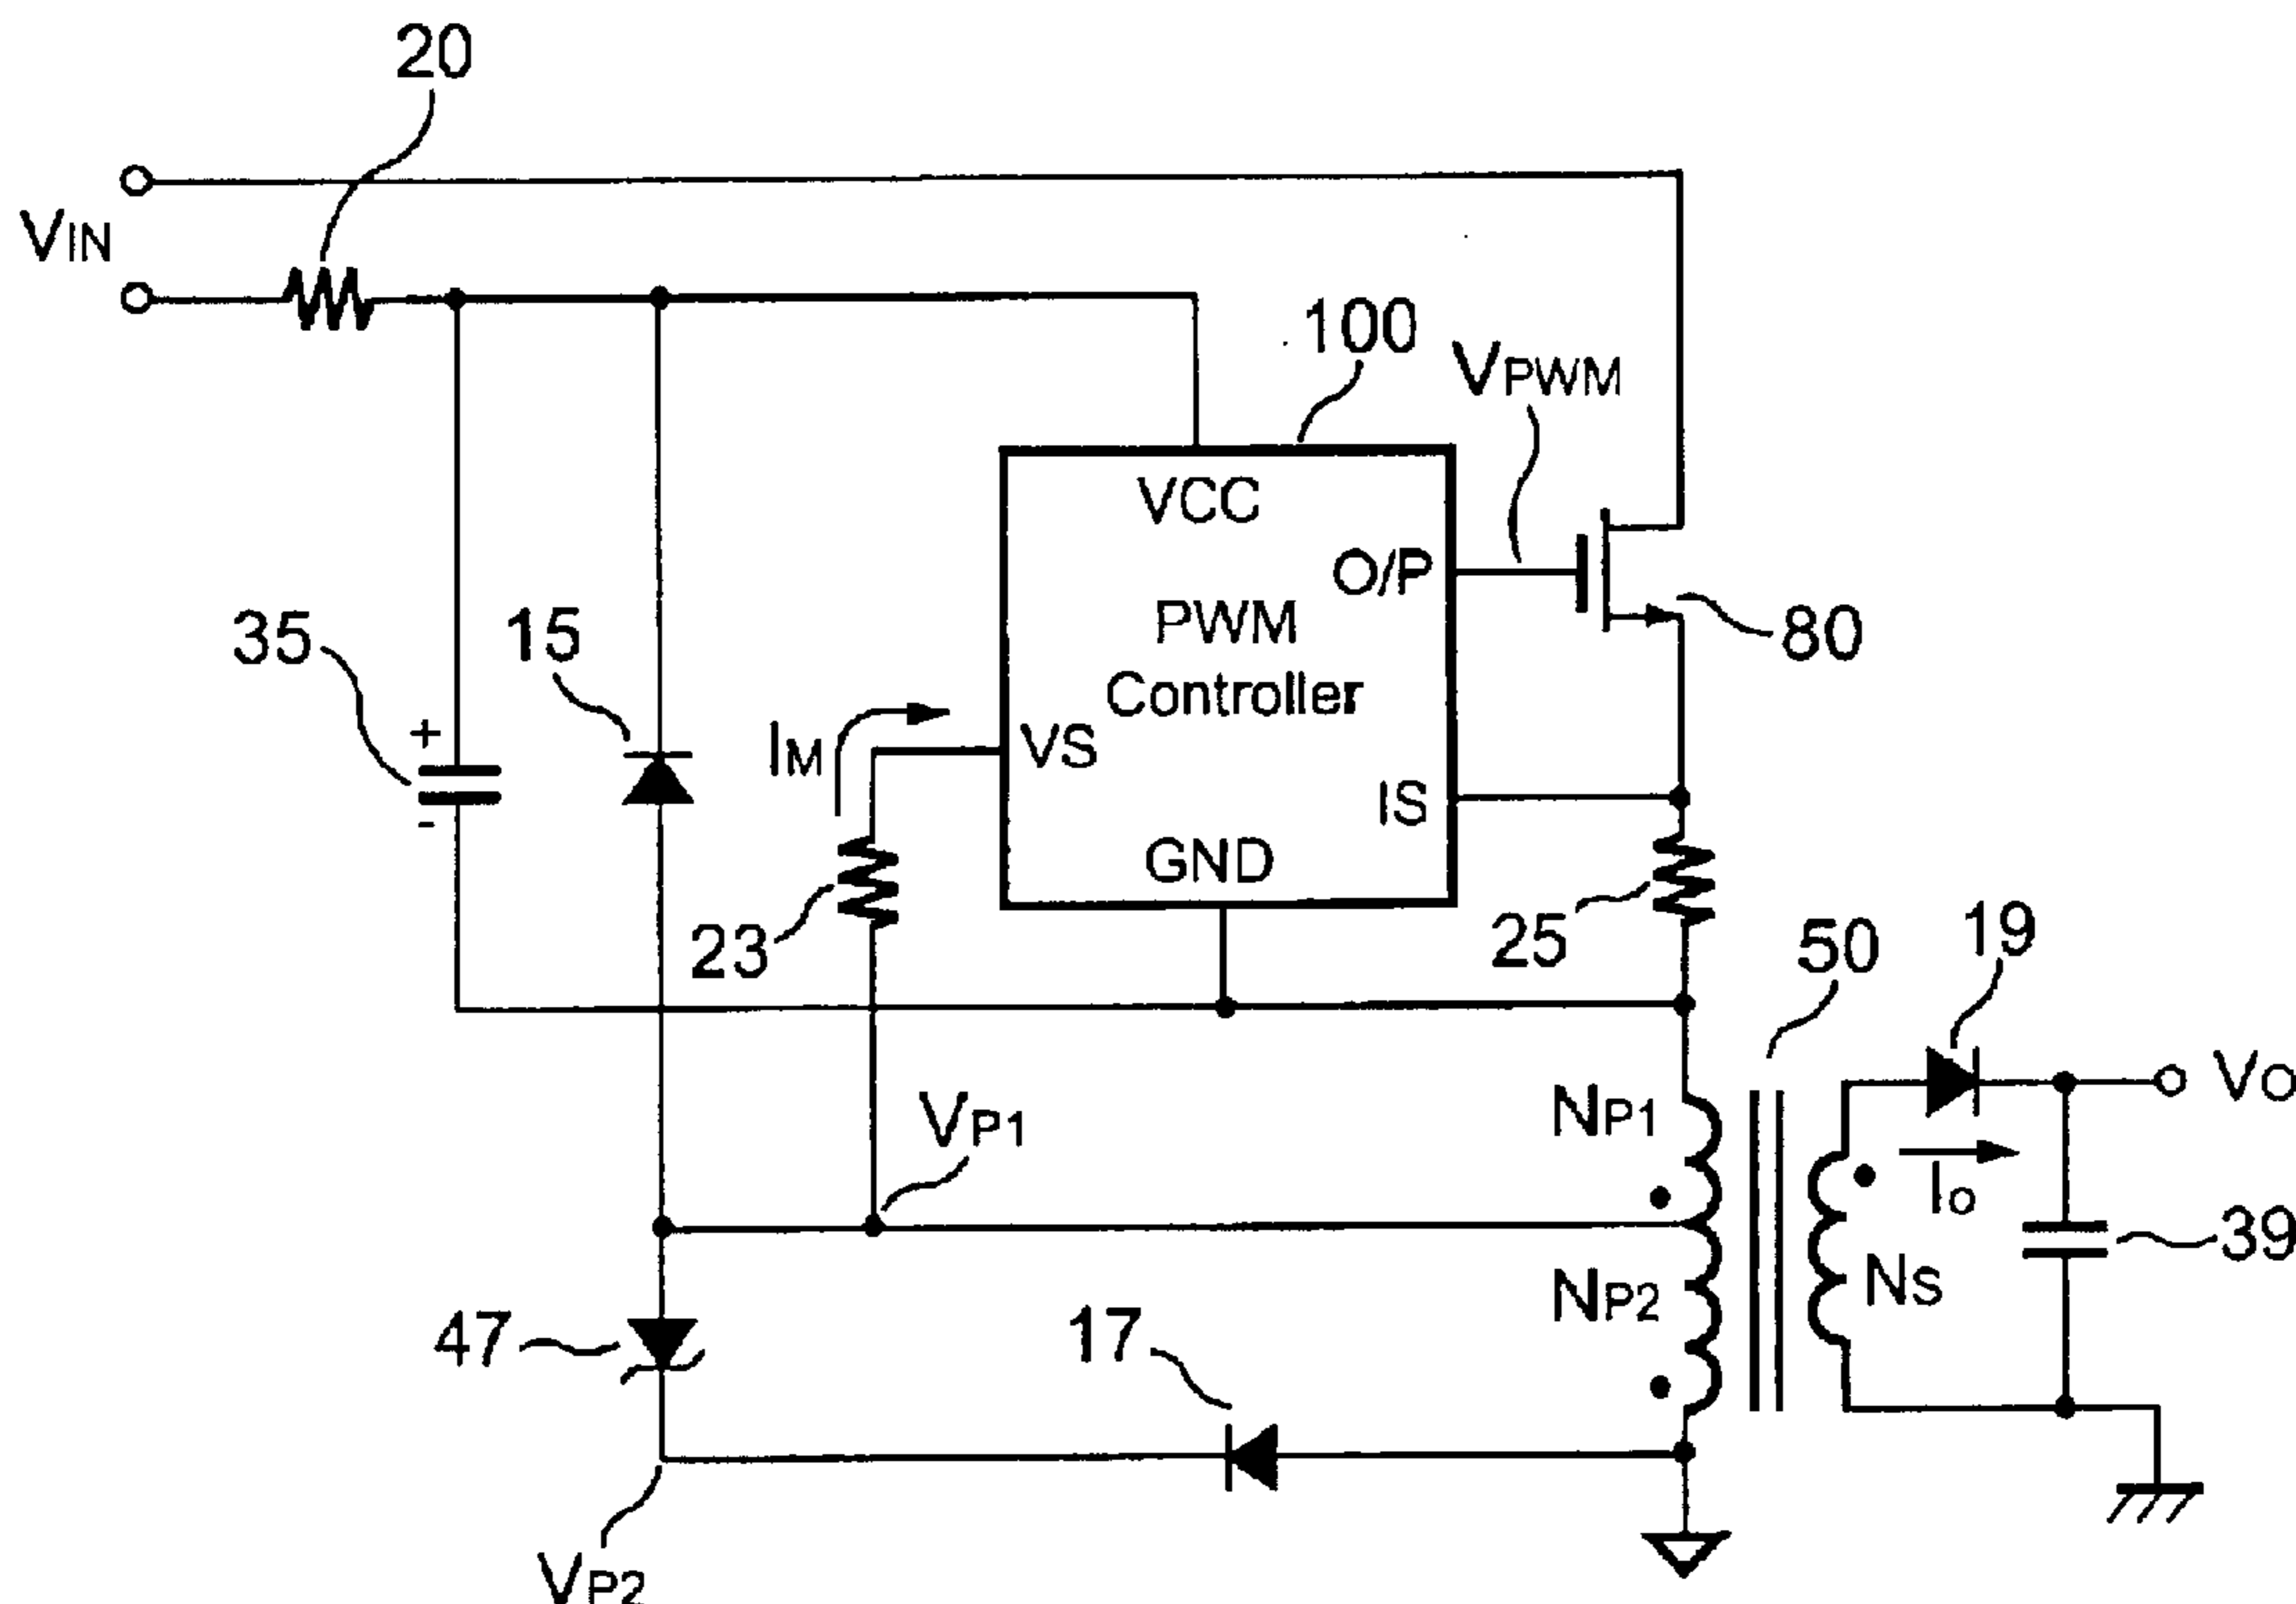 20
VIN
100
VPWM
VCC
O/P
PWM
Controller
80
35
15
+
-
IM
VS
IS
GND
23
25
50
19
VO
VP1
NP1
IO
39
NP2
NS
47
17
VP2